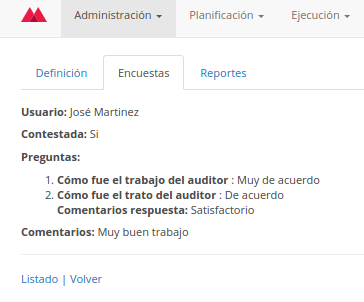 Administración Planificación Ejecución
Definición Encuestas Reportes
Usuario: José Martinez
Contestada: Si
Preguntas:
1. Cómo fue el trabajo del auditor : Muy de acuerdo
2. Cómo fue el trato del auditor : De acuerdo
Comentarios respuesta: Satisfactorio
Comentarios: Muy buen trabajo
Listado | Volver